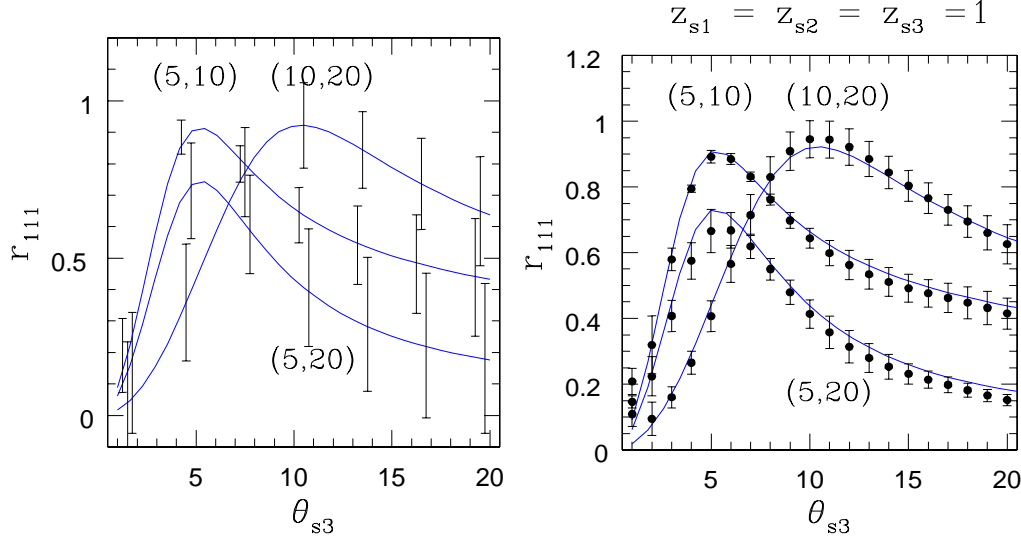 z_s1 = z_s2 = z_s3 = 1
(5,10) (10,20)
(5,20)
1
0.5
0
r_111
5 10 15 20
θ_s3
(5,10) (10,20)
(5,20)
1.2
1
0.8
0.6
0.4
0.2
0
r_111
5 10 15 20
θ_s3